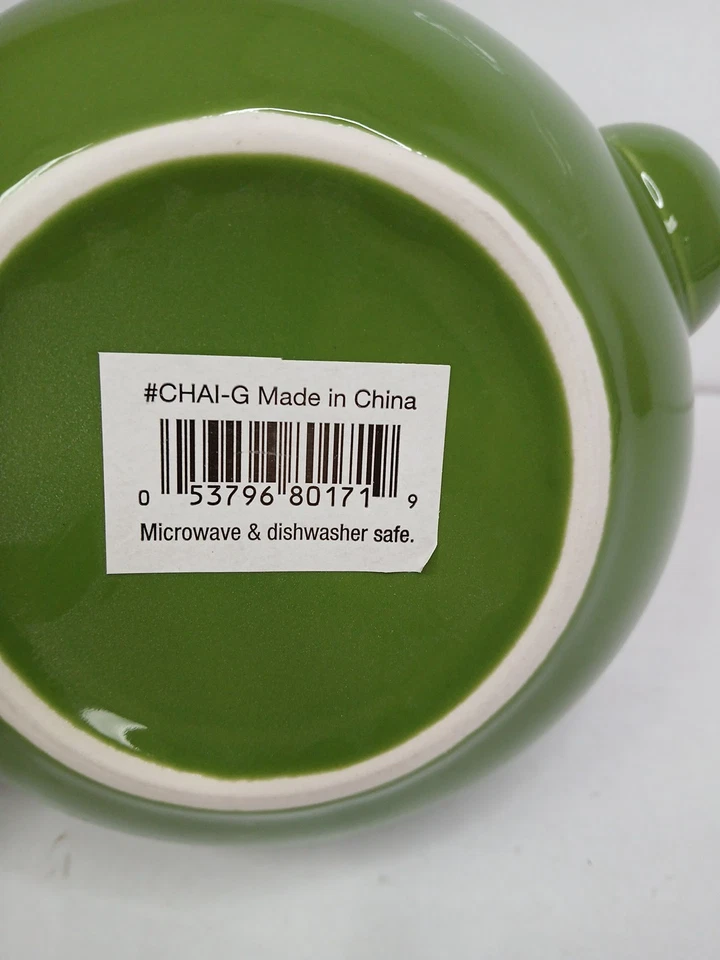 #CHAI-G Made in China
0 53796 80171 9
Microwave & dishwasher safe.